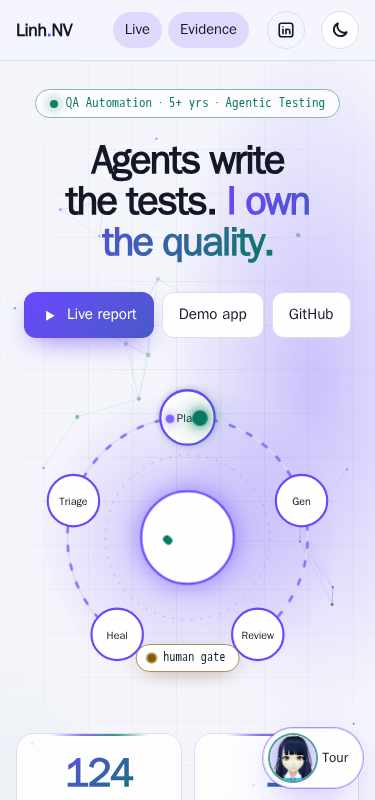 Linh.NV
Live
Evidence
in
QA Automation · 5+ yrs · Agentic Testing
Agents write
the tests. I own
the quality.
Live report
Demo app
GitHub
Triage
Gen
Heal
Review
human gate
124
Tour